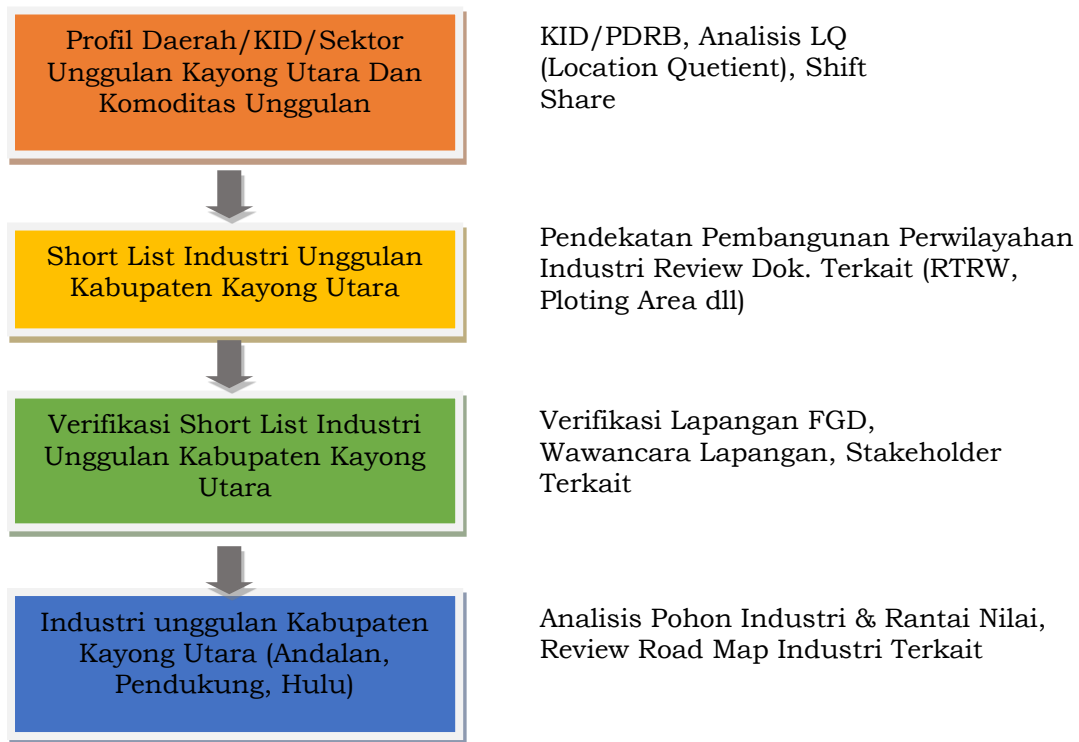 Profil Daerah/KID/Sektor
Unggulan Kayong Utara Dan
Komoditas Unggulan
KID/PDRB, Analisis LQ
(Location Quetient), Shift
Share
Short List Industri Unggulan
Kabupaten Kayong Utara
Pendekatan Pembangunan Perwilayahan
Industri Review Dok. Terkait (RTRW,
Ploting Area dll)
Verifikasi Short List Industri
Unggulan Kabupaten Kayong
Utara
Verifikasi Lapangan FGD,
Wawancara Lapangan, Stakeholder
Terkait
Industri unggulan Kabupaten
Kayong Utara (Andalan,
Pendukung, Hulu)
Analisis Pohon Industri & Rantai Nilai,
Review Road Map Industri Terkait